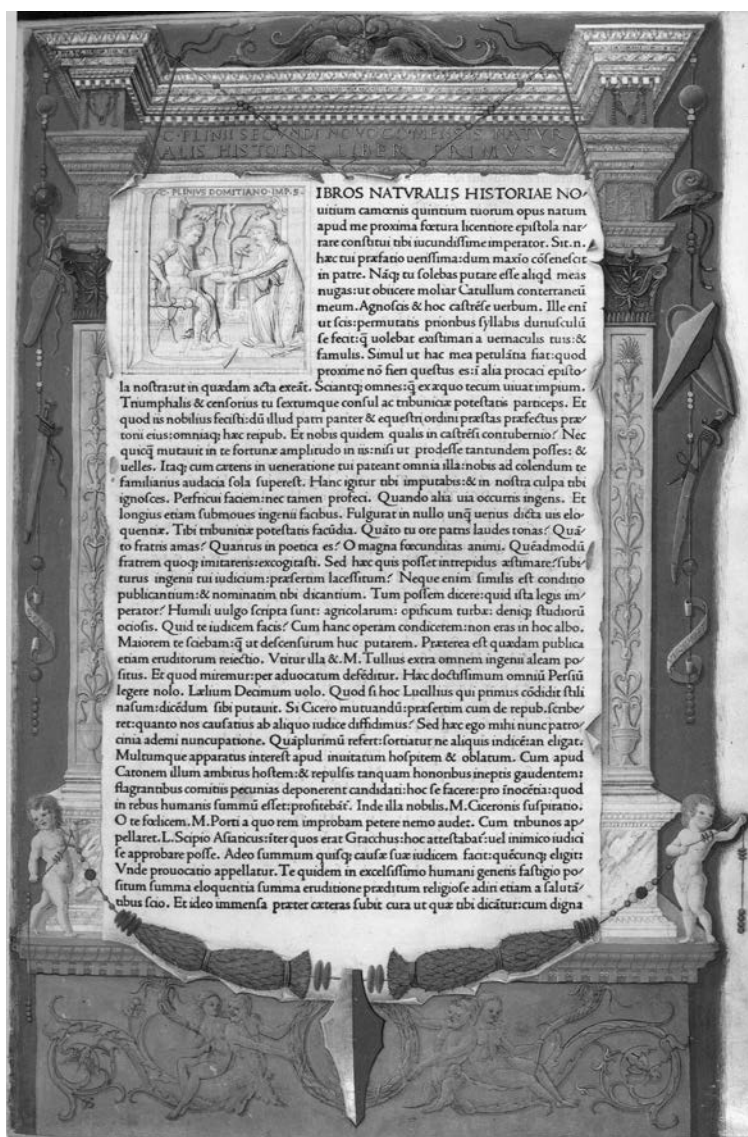 C·PLINII SECVNDI NOVOCOMENSIS NATVR
ALIS HISTORIE LIBER PRIMVS
C·PLINIVS DOMITIANO·IMP·S·
IBROS NATVRALIS HISTORIAE NO/
uitium camœnis quiritium tuorum opus natum
apud me proxima fœtura licentiore epistola nar/
rare constitui tibi iucundissime imperator. Sit.n.
hæc tui præfatio uerissima:dum maxīo cōsenescit
in patre. Nāq; tu solebas putare esse aliqd meas
nugas:ut obiicere moliar Catullum conterraneū
meum. Agnoscis & hoc castrēse uerbum. Ille enī
ut scis:permutatis prioribus syllabis duriusculū
se fecit:q̄ uolebat existimari a uernaculis tuis:&
famulis. Simul ut hac mea petulātia fiat:quod
proxime nō fieri questus es:ī alia procaci episto/
la nostra:ut in quædam acta exeāt. Sciantq; omnes:q̄ ex æquo tecum uiuat impium.
Triumphalis & censorius tu sextumque consul ac tribuniciæ potestatis particeps. Et
quod iis nobilius fecisti:dū illud patri pariter & equestri ordini præstas præfectus præ/
torii eius:omniaq; hæc reipub. Et nobis quidem qualis in castrēsi contubernio? Nec
quicq̄ mutauit in te fortunæ amplitudo in iis:nisi ut prodesse tantundem posses: &
uelles. Itaq; cum cæteris in ueneratione tui pateant omnia illa:nobis ad colendum te
familiarius audacia sola superest. Hanc igitur tibi imputabis:& in nostra culpa tibi
ignosces. Perfricui faciem:nec tamen profeci. Quando alia uia occurris ingens. Et
longius etiam submoues ingenii facibus. Fulgurat in nullo unq̄ uerius dicta uis elo/
quentiæ. Tibi tribunitiæ potestatis facūdia. Quāto tu ore patris laudes tonas? Quā/
to fratris amas? Quantus in poetica es? O magna fœcunditas animi. Quēadmodū
fratrem quoq; imitareris:excogitasti. Sed hæc quis posset intrepidus æstimare?subi/
turus ingenii tui iudicium:præsertim lacessitum? Neque enim similis est conditio
publicantium:& nominatim tibi dicantium. Tum possem dicere:quid ista legis im/
perator? Humili uulgo scripta sunt: agricolarum: opificum turbæ: deniq; studiorū
ociosis. Quid te iudicem facis? Cum hanc operam condicerem:non eras in hoc albo.
Maiorem te sciebam:q̄ ut descensurum huc putarem. Præterea est quædam publica
etiam eruditorum reiectio. Vtitur illa &.M.Tullius extra omnem ingenii aleam po/
situs. Et quod miremur:per aduocatum defēditur. Hæc doctissimum omniū Persiū
legere nolo. Lælium Decimum uolo. Quod si hoc Lucillius qui primus cōdidit stili
nasum:dicēdum sibi putauit. Si Cicero mutuandū:præsertim cum de repub.scribe/
ret:quanto nos causatius ab aliquo iudice diffidimus? Sed hæc ego mihi nunc patro/
cinia ademi nuncupatione. Quāplurimū refert:sortiatur ne aliquis iudicē:an eligat.
Multumque apparatus interest apud inuitatum hospitem & oblatum. Cum apud
Catonem illum ambitus hostem:& repulsis tanquam honoribus ineptis gaudentem:
flagrantibus comitiis pecunias deponerent candidati:hoc se facere:pro inocētia:quod
in rebus humanis summū esset:profitebāt̄. Inde illa nobilis.M.Ciceronis suspiratio.
O te fœlicem.M.Porti a quo rem improbam petere nemo audet. Cum tribunos ap/
pellaret.L.Scipio Asiaticus:īter quos erat Gracchus:hoc attestabat̄:uel inimico iudici
se approbare posse. Adeo summum quisq; causæ suæ iudicem facit:quēcunq; eligit:
Vnde prouocatio appellatur. Te quidem in excelsissimo humani generis fastigio po/
situm summa eloquentia summa eruditione præditum religiose adiri etiam a salutā/
tibus scio. Et ideo immensa præter cæteras subit cura ut quæ tibi dicāt̄ur:cum digna